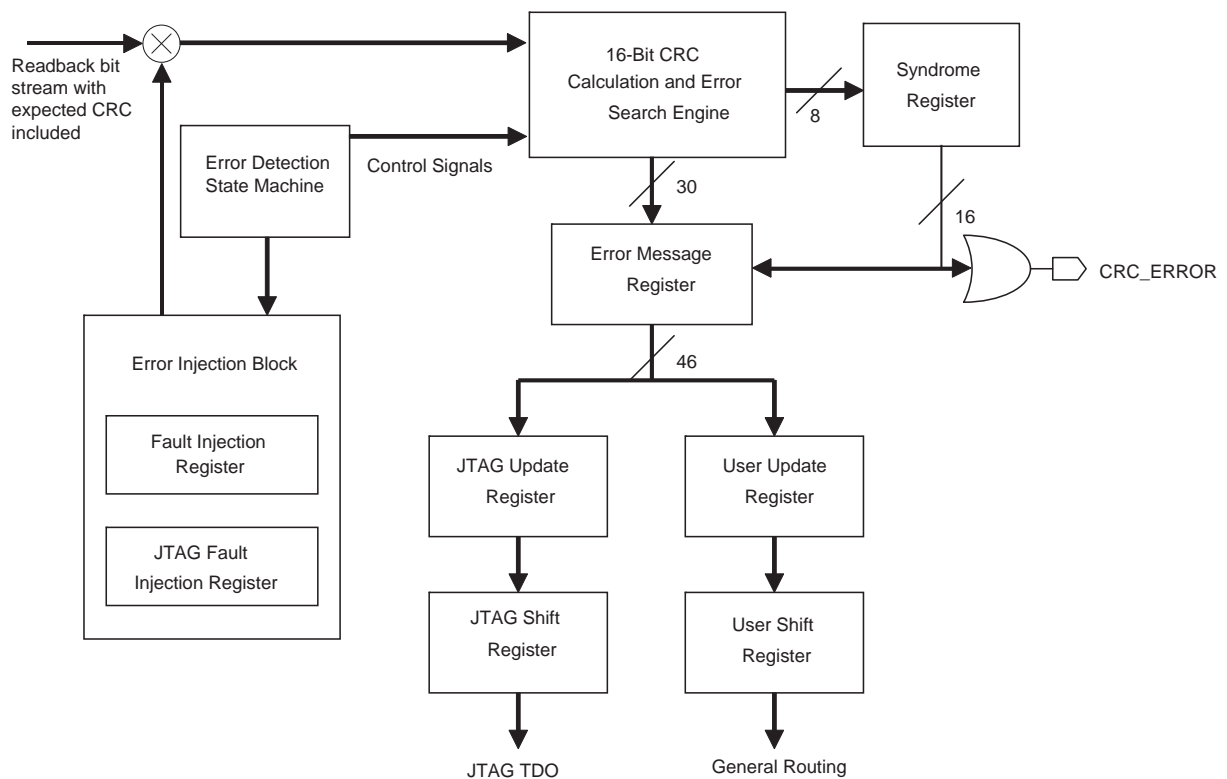 Readback bit
stream with
expected CRC
included
Error Detection
State Machine
Control Signals
16-Bit CRC
Calculation and Error
Search Engine
8
Syndrome
Register
30
16
Error Message
Register
CRC_ERROR
46
Error Injection Block
Fault Injection
Register
JTAG Fault
Injection Register
JTAG Update
Register
User Update
Register
JTAG Shift
Register
User Shift
Register
JTAG TDO
General Routing